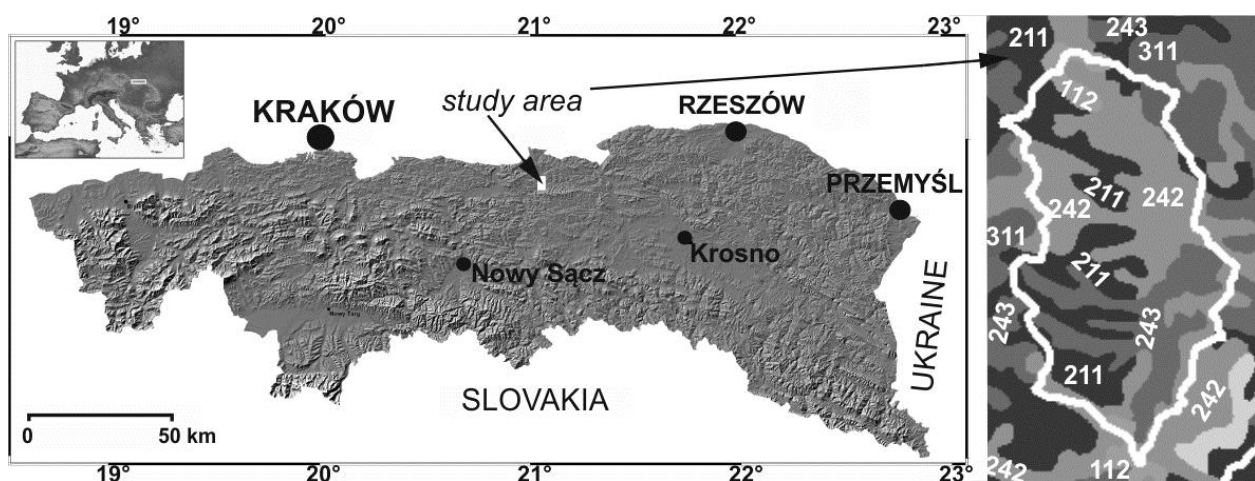 19° 20° 21° 22° 23°
KRAKÓW
study area
RZESZÓW
PRZEMYŚL
Krosno
Nowy Sącz
Nowy Targ
UKRAINE
SLOVAKIA
0 50 km
19° 20° 21° 22° 23°
211 243
311
112
211
242 242
311
211
243 243
211
242
242 112